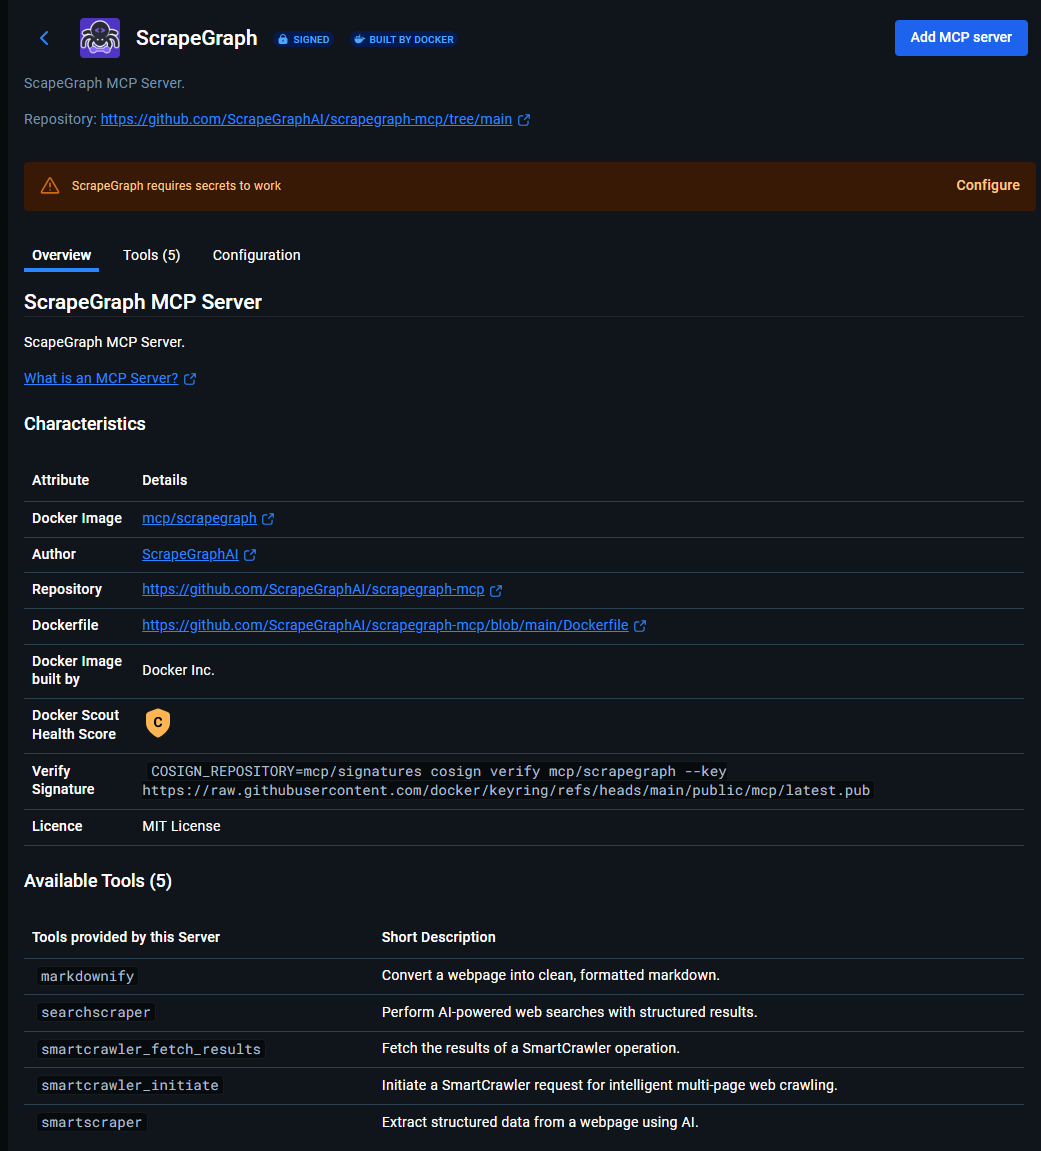 ScrapeGraph SIGNED BUILT BY DOCKER Add MCP server
ScapeGraph MCP Server.
Repository: https://github.com/ScrapeGraphAI/scrapegraph-mcp/tree/main
ScrapeGraph requires secrets to work Configure
Overview Tools (5) Configuration
ScrapeGraph MCP Server
ScapeGraph MCP Server.
What is an MCP Server?
Characteristics
Attribute Details
Docker Image mcp/scrapegraph
Author ScrapeGraphAI
Repository https://github.com/ScrapeGraphAI/scrapegraph-mcp
Dockerfile https://github.com/ScrapeGraphAI/scrapegraph-mcp/blob/main/Dockerfile
Docker Image
built by
Docker Inc.
Docker Scout
Health Score
C
Verify
Signature
COSIGN_REPOSITORY=mcp/signatures cosign verify mcp/scrapegraph --key
https://raw.githubusercontent.com/docker/keyring/refs/heads/main/public/mcp/latest.pub
Licence MIT License
Available Tools (5)
Tools provided by this Server Short Description
markdownify Convert a webpage into clean, formatted markdown.
searchscraper Perform AI-powered web searches with structured results.
smartcrawler_fetch_results Fetch the results of a SmartCrawler operation.
smartcrawler_initiate Initiate a SmartCrawler request for intelligent multi-page web crawling.
smartscraper Extract structured data from a webpage using AI.